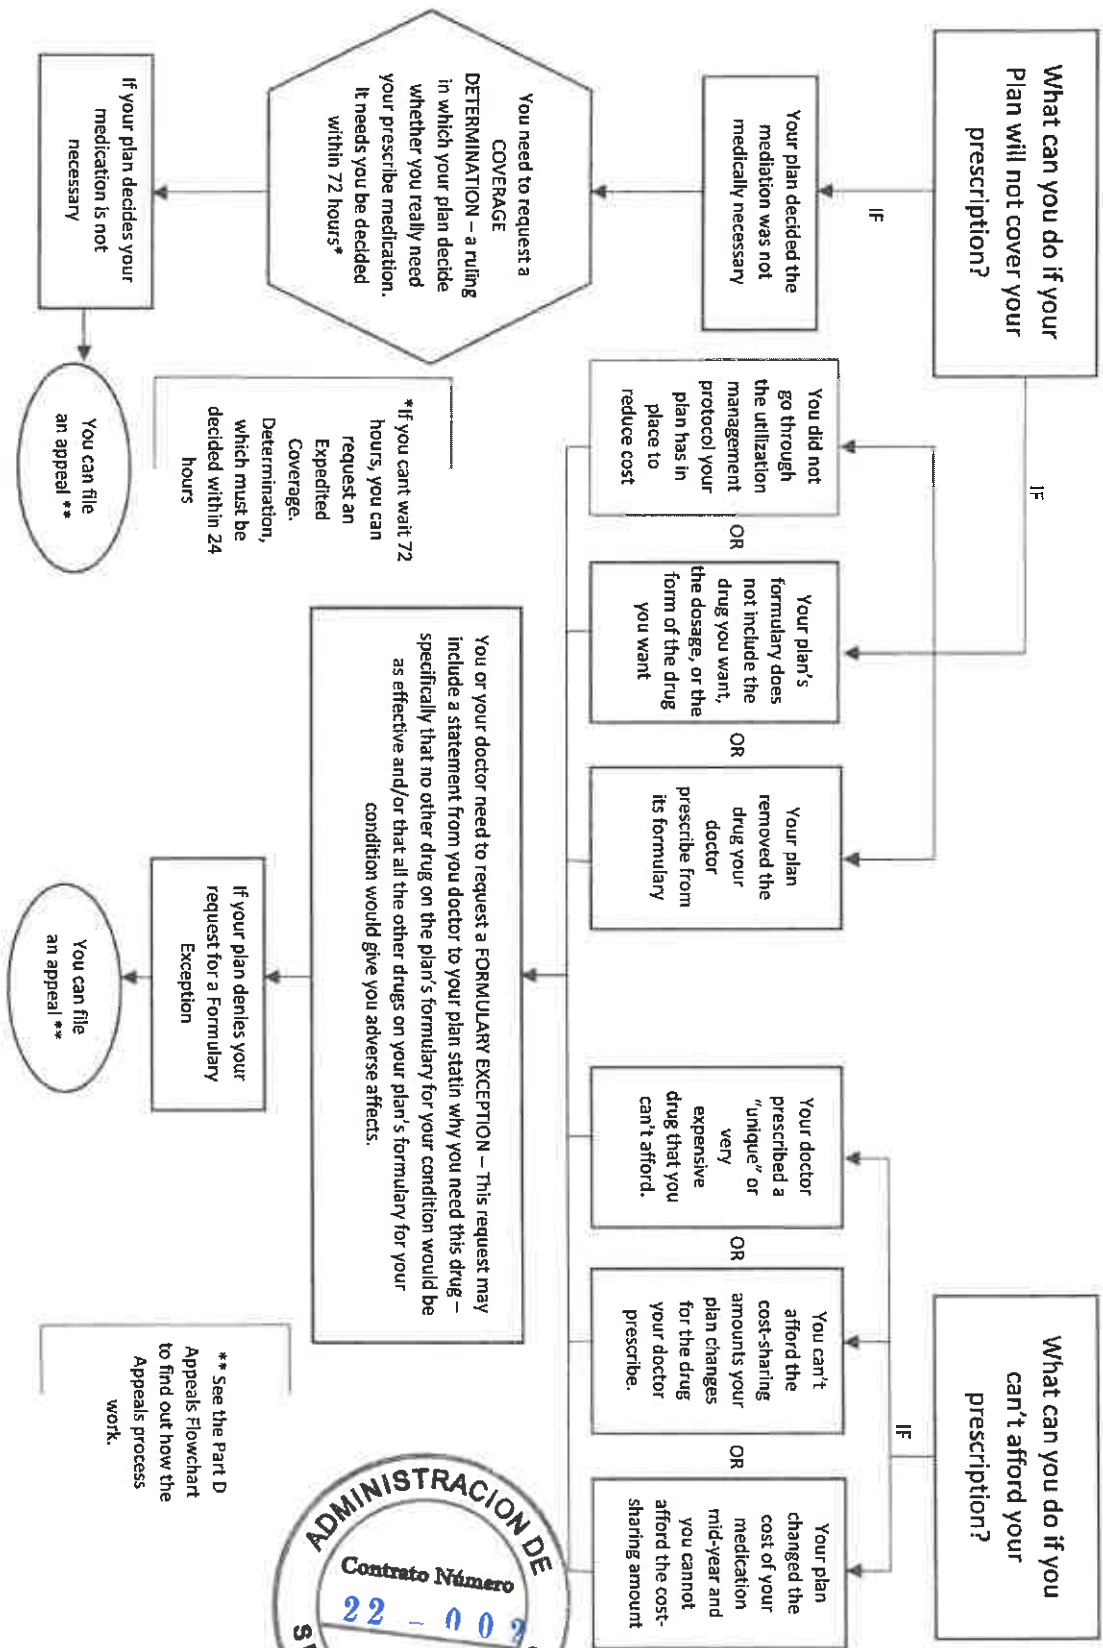 What can you do if your
Plan will not cover your
prescription?
IF
IF
Your plan decided the
mediation was not
medically necessary
You need to request a
COVERAGE
DETERMINATION – a ruling
in which your plan decide
whether you really need
your prescribe medication.
It needs you be decided
within 72 hours*
If your plan decides your
medication is not
necessary
You can file
an appeal **
*If you cant wait 72
hours, you can
request an
Expedited
Coverage.
Determination,
which must be
decided within 24
hours
You did not
go through
the utilization
management
protocol your
plan has in
place to
reduce cost
OR
Your plan's
formulary does
not include the
drug you want,
the dosage, or the
form of the drug
you want
OR
Your plan
removed the
drug your
doctor
prescribe from
its formulary
What can you do if you
can't afford your
prescription?
IF
Your doctor
prescribed a
"unique" or
very
expensive
drug that you
can't afford.
OR
You can't
afford the
cost-sharing
amounts your
plan changes
for the drug
your doctor
prescribe.
OR
Your plan
changed the
cost of your
medication
mid-year and
you cannot
afford the cost-
sharing amount
You or your doctor need to request a FORMULARY EXCEPTION – This request may
include a statement from you doctor to your plan statin why you need this drug –
specifically that no other drug on the plan's formulary for your condition would be
as effective and/or that all the other drugs on your plan's formulary for your
condition would give you adverse affects.
If your plan denies your
request for a Formulary
Exception
You can file
an appeal **
** See the Part D
Appeals Flowchart
to find out how the
Appeals process
work.
ADMINISTRACION DE
Contrato Número
22 - 002